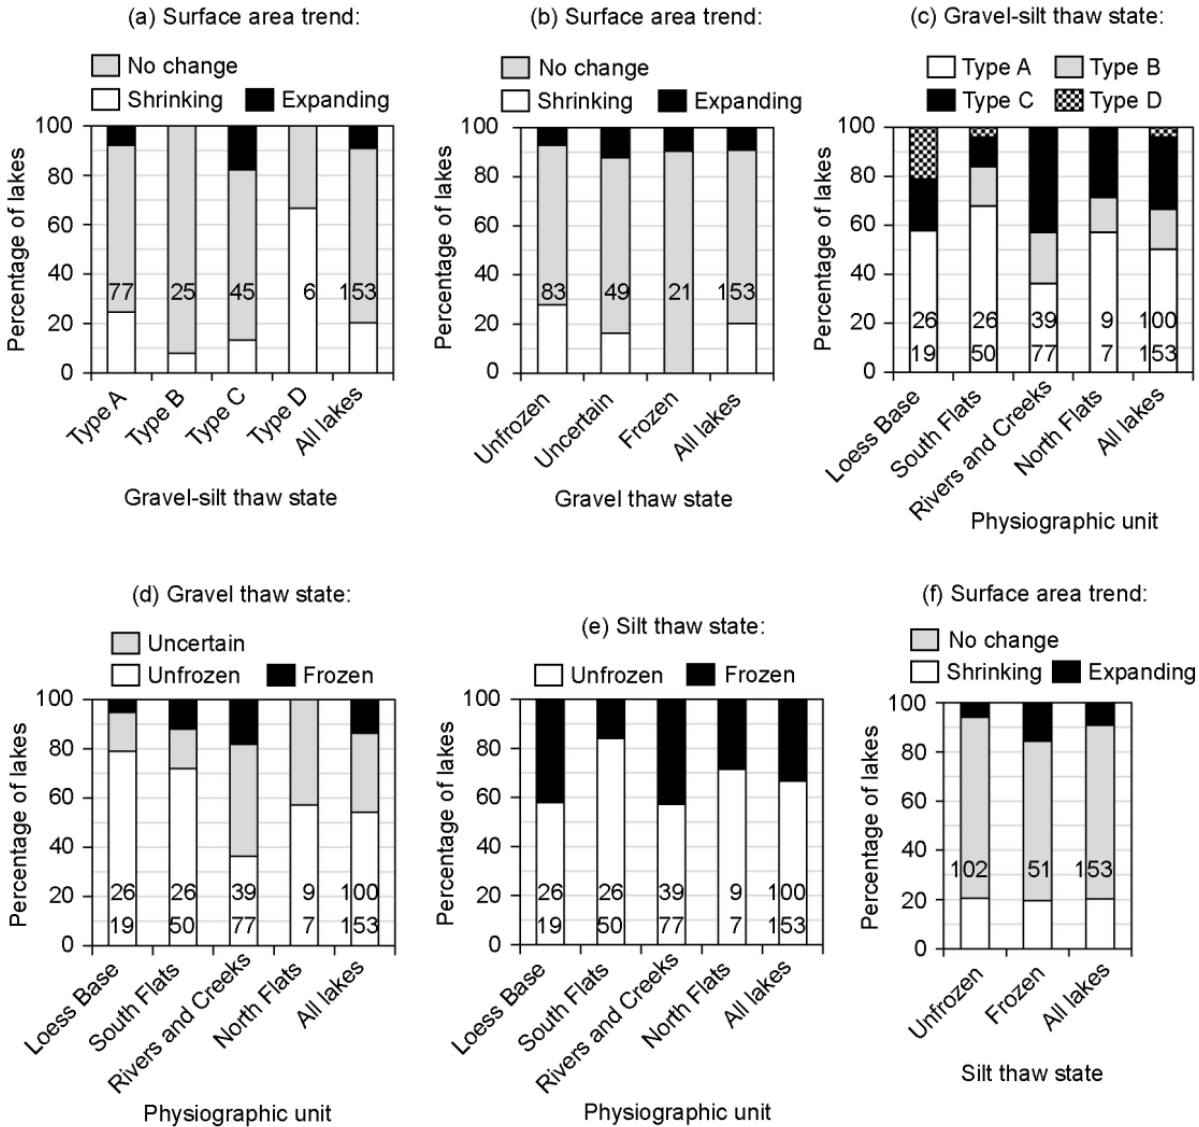 (a) Surface area trend:
No change
Shrinking Expanding
Percentage of lakes
100
80
60
40
20
0
77 25 45 6 153
Type A Type B Type C Type D All lakes
Gravel-silt thaw state
(b) Surface area trend:
No change
Shrinking Expanding
Percentage of lakes
100
80
60
40
20
0
83 49 21 153
Unfrozen Uncertain Frozen All lakes
Gravel thaw state
(c) Gravel-silt thaw state:
Type A Type B
Type C Type D
Percentage of lakes
100
80
60
40
20
0
26 26 39 9 100
19 50 77 7 153
Loess Base South Flats Rivers and Creeks North Flats All lakes
Physiographic unit
(d) Gravel thaw state:
Uncertain
Unfrozen Frozen
Percentage of lakes
100
80
60
40
20
0
26 26 39 9 100
19 50 77 7 153
Loess Base South Flats Rivers and Creeks North Flats All lakes
Physiographic unit
(e) Silt thaw state:
Unfrozen Frozen
Percentage of lakes
100
80
60
40
20
0
26 26 39 9 100
19 50 77 7 153
Loess Base South Flats Rivers and Creeks North Flats All lakes
Physiographic unit
(f) Surface area trend:
No change
Shrinking Expanding
Percentage of lakes
100
80
60
40
20
0
102 51 153
Unfrozen Frozen All lakes
Silt thaw state